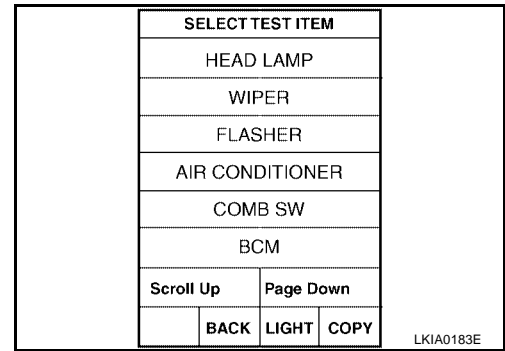 SELECT TEST ITEM
HEAD LAMP
WIPER
FLASHER
AIR CONDITIONER
COMB SW
BCM
Scroll Up Page Down
BACK LIGHT COPY
LKIA0183E